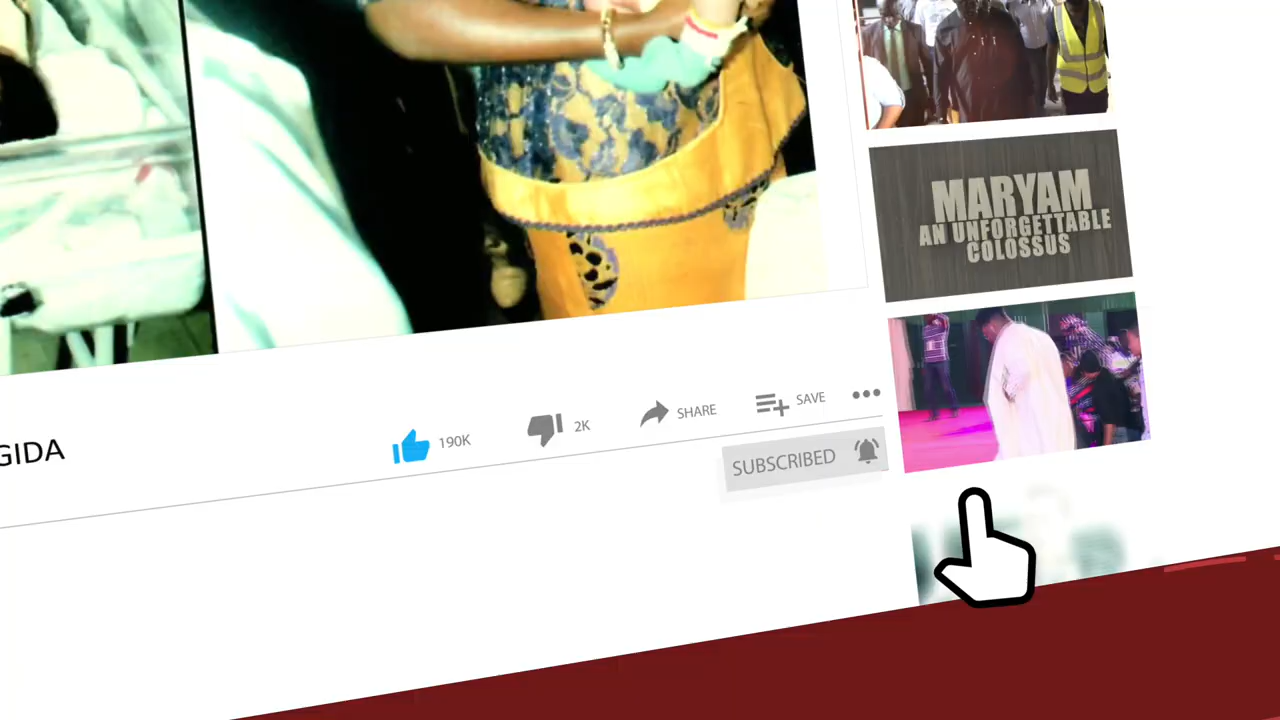 MARYAM
AN UNFORGETTABLE
COLOSSUS
GIDA
190K
2K
SHARE
SAVE
SUBSCRIBED